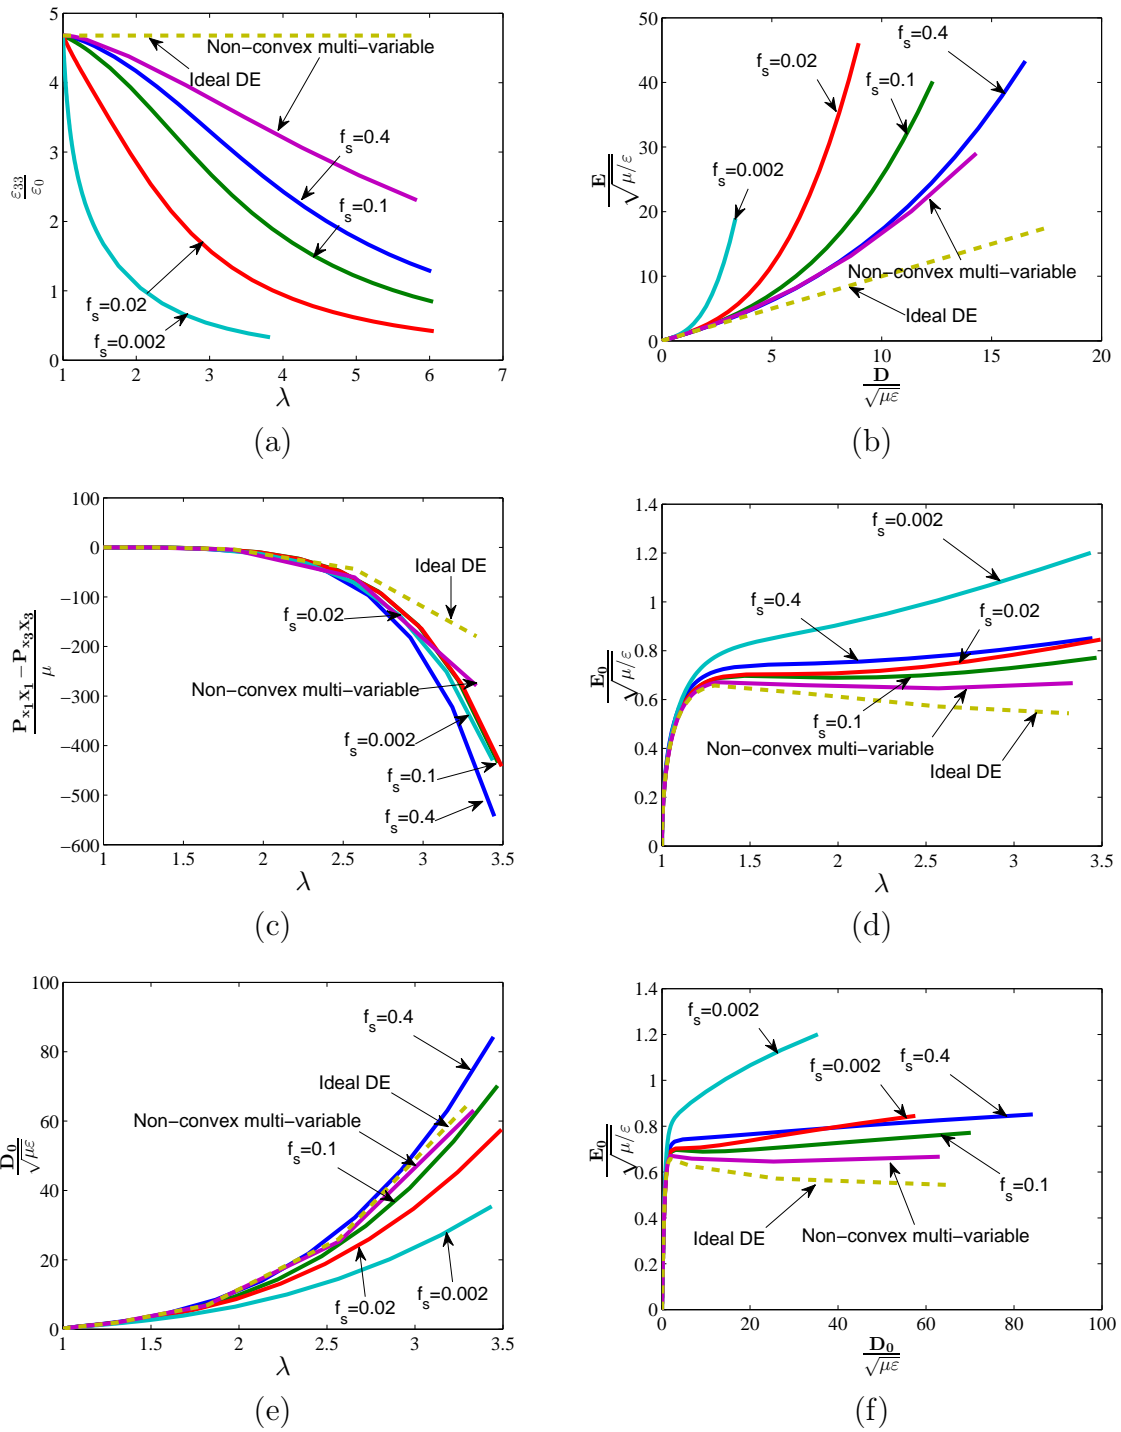 5
4
3
2
1
0
ε33/ε0
Non−convex multi−variable
Ideal DE
f_s=0.4
f_s=0.1
f_s=0.02
f_s=0.002
1 2 3 4 5 6 7
λ
(a)
50
40
30
20
10
0
E/√μ/ε
f_s=0.4
f_s=0.02
f_s=0.1
f_s=0.002
Non−convex multi−variable
Ideal DE
0 5 10 15 20
D/√με
(b)
100
0
−100
−200
−300
−400
−500
−600
P_x1x1 −P_x3x3/μ
Ideal DE
f_s=0.02
Non−convex multi−variable
f_s=0.002
f_s=0.1
f_s=0.4
1 1.5 2 2.5 3 3.5
λ
(c)
1.4
1.2
1
0.8
0.6
0.4
0.2
0
E0/√μ/ε
f_s=0.002
f_s=0.4
f_s=0.02
f_s=0.1
Non−convex multi−variable
Ideal DE
1 1.5 2 2.5 3 3.5
λ
(d)
100
80
60
40
20
0
D0/√με
f_s=0.4
Ideal DE
Non−convex multi−variable
f_s=0.1
f_s=0.02
f_s=0.002
1 1.5 2 2.5 3 3.5
λ
(e)
1.4
1.2
1
0.8
0.6
0.4
0.2
0
E0/√μ/ε
f_s=0.002
f_s=0.002
f_s=0.4
f_s=0.1
Ideal DE
Non−convex multi−variable
0 20 40 60 80 100
D0/√με
(f)